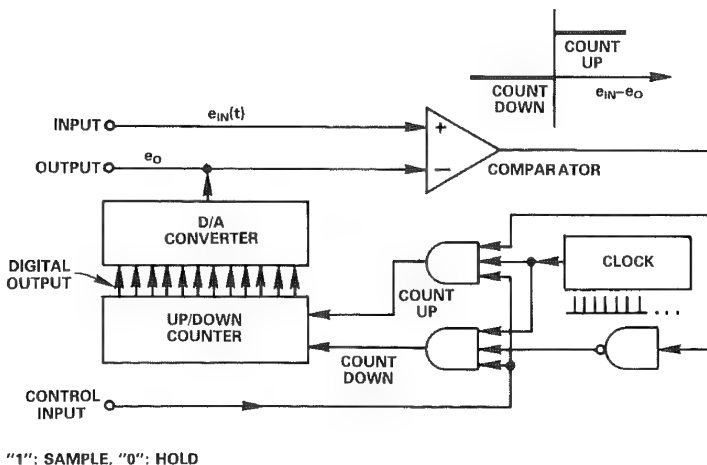 COUNT
UP
COUNT
DOWN
eIN–eO
INPUT
eIN(t)
+
OUTPUT
eO
–
COMPARATOR
D/A
CONVERTER
CLOCK
DIGITAL
OUTPUT
COUNT
UP
...
UP/DOWN
COUNTER
COUNT
DOWN
CONTROL
INPUT
"1": SAMPLE, "0": HOLD